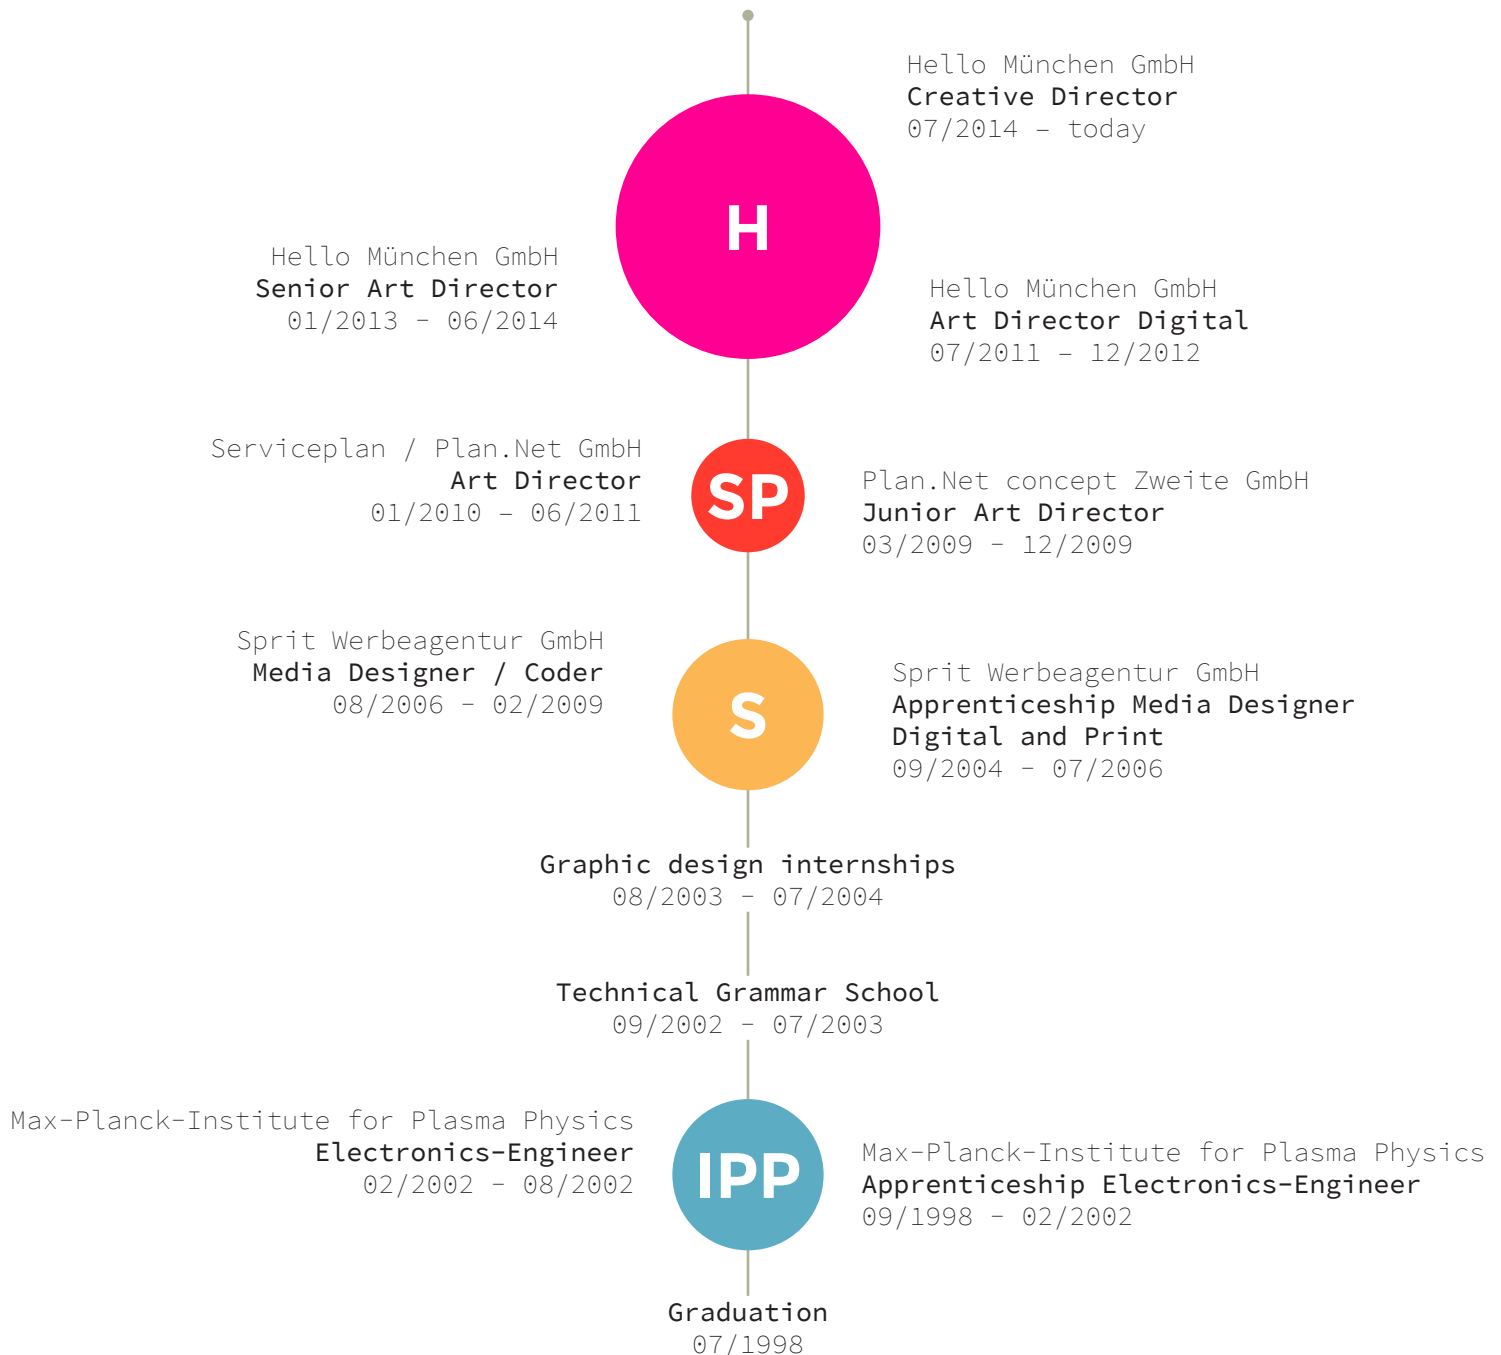 Hello München GmbH
Creative Director
07/2014 – today
H
Hello München GmbH
Senior Art Director
01/2013 - 06/2014
Hello München GmbH
Art Director Digital
07/2011 – 12/2012
Serviceplan / Plan.Net GmbH
Art Director
01/2010 – 06/2011
SP
Plan.Net concept Zweite GmbH
Junior Art Director
03/2009 - 12/2009
Sprit Werbeagentur GmbH
Media Designer / Coder
08/2006 - 02/2009
S
Sprit Werbeagentur GmbH
Apprenticeship Media Designer
Digital and Print
09/2004 - 07/2006
Graphic design internships
08/2003 - 07/2004
Technical Grammar School
09/2002 - 07/2003
Max-Planck-Institute for Plasma Physics
Electronics-Engineer
02/2002 - 08/2002
IPP
Max-Planck-Institute for Plasma Physics
Apprenticeship Electronics-Engineer
09/1998 - 02/2002
Graduation
07/1998